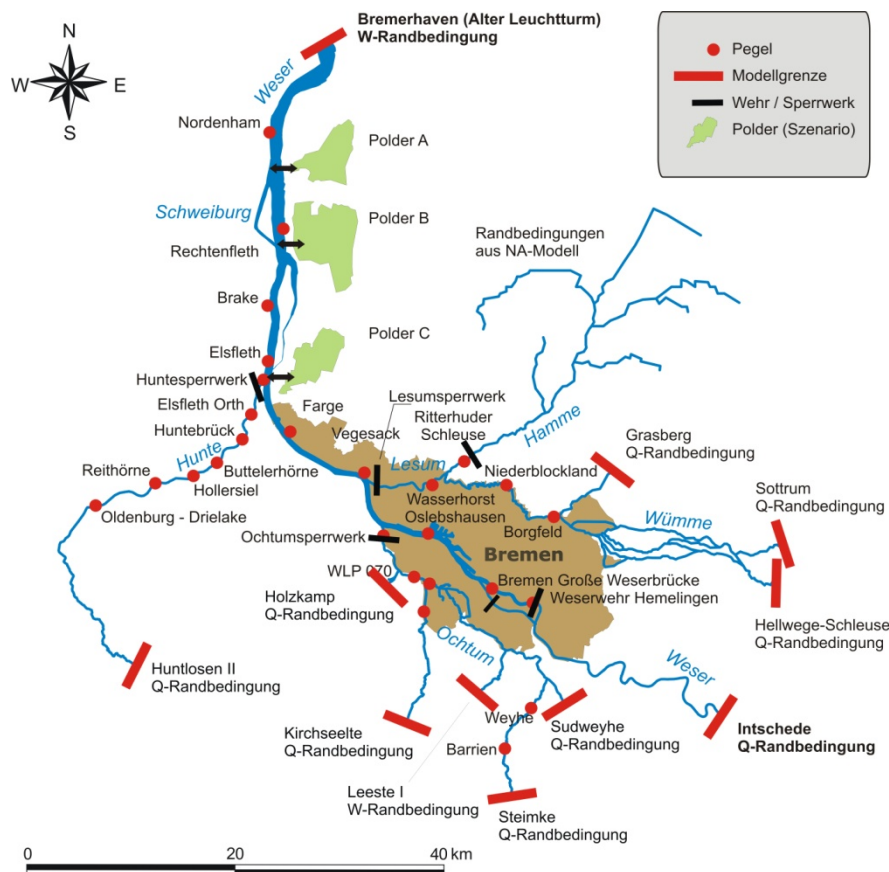 Bremerhaven (Alter Leuchtturm)
W-Randbedingung
N
W
E
S
Weser
Pegel
Modellgrenze
Wehr / Sperrwerk
Polder (Szenario)
Nordenham
Polder A
Schweiburg
Polder B
Rechtenfleth
Randbedingungen
aus NA-Modell
Brake
Polder C
Elsfleth
Huntesperrwerk
Elsfleth Orth
Huntebrück
Hunte
Reithörne
Buttelerhörne
Hollersiel
Oldenburg - Drielake
Farge
Vegesack
Lesumsperrwerk
Ritterhuder
Schleuse
Hamme
Lesum
Niederblockland
Grasberg
Q-Randbedingung
Sottrum
Q-Randbedingung
Wasserhorst
Oslebshausen
Borgfeld
Wümme
Ochtumsperrwerk
Bremen
WLP 070
Bremen Große Weserbrücke
Weserwehr Hemelingen
Holzkamp
Q-Randbedingung
Hellwege-Schleuse
Q-Randbedingung
Ochtum
Weser
Huntlosen II
Q-Randbedingung
Kirchseelte
Q-Randbedingung
Weyhe
Sudweyhe
Q-Randbedingung
Intschede
Q-Randbedingung
Barrien
Leeste I
W-Randbedingung
Steimke
Q-Randbedingung
0
20
40 km